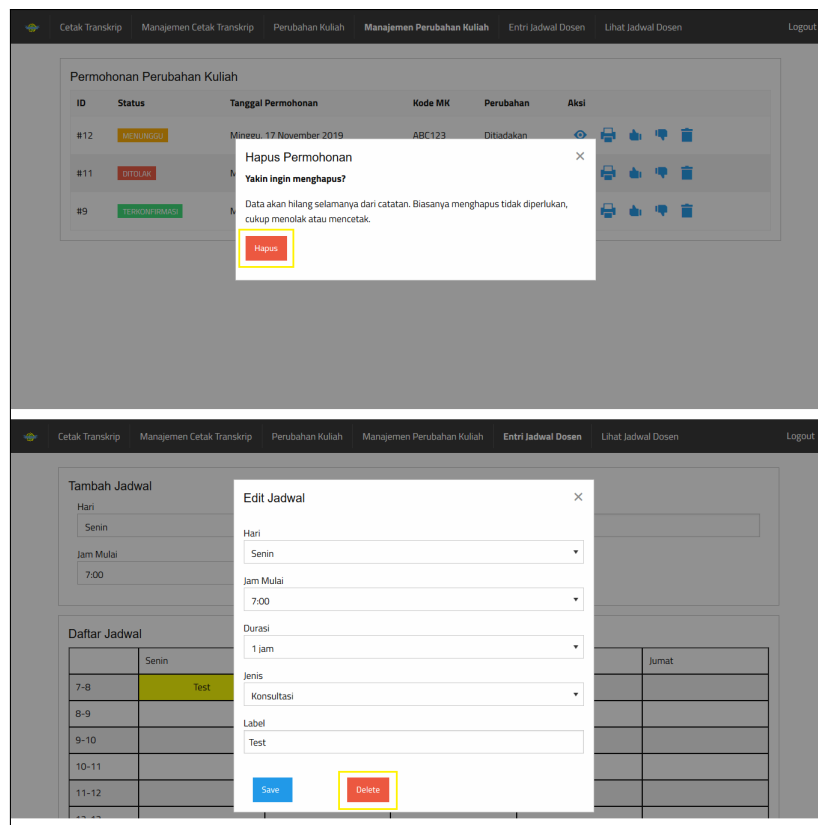 Cetak Transkrip Manajemen Cetak Transkrip Perubahan Kuliah Manajemen Perubahan Kuliah Entri Jadwal Dosen Lihat Jadwal Dosen Logout
Permohonan Perubahan Kuliah
ID Status Tanggal Permohonan Kode MK Perubahan Aksi
#12 MENUNGGU Minggu, 17 November 2019 ABC123 Ditiadakan
Hapus Permohonan ×
#11 DITOLAK M
Yakin ingin menghapus?
Data akan hilang selamanya dari catatan. Biasanya menghapus tidak diperlukan,
#9 TERKONFIRMASI M
cukup menolak atau mencetak.
Hapus
Cetak Transkrip Manajemen Cetak Transkrip Perubahan Kuliah Manajemen Perubahan Kuliah Entri Jadwal Dosen Lihat Jadwal Dosen Logout
Tambah Jadwal
Hari
Senin
Jam Mulai
7:00
Edit Jadwal ×
Hari
Senin
Jam Mulai
7:00
Durasi
1 jam
Jenis
Konsultasi
Label
Test
Save Delete
Daftar Jadwal
Senin Jumat
7-8 Test
8-9
9-10
10-11
11-12